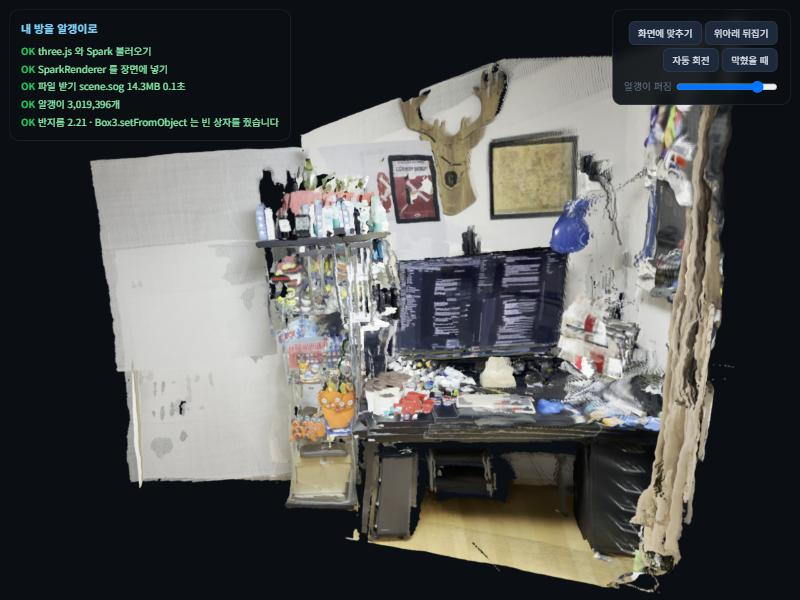 내 방을 알갱이로
OK three.js 와 Spark 불러오기
OK SparkRenderer 를 장면에 넣기
OK 파일 받기 scene.sog 14.3MB 0.1초
OK 알갱이 3,019,396개
OK 반지름 2.21 · Box3.setFromObject 는 빈 상자를 줬습니다
화면에 맞추기 위아래 뒤집기
자동 회전 막혔을 때
알갱이 퍼짐